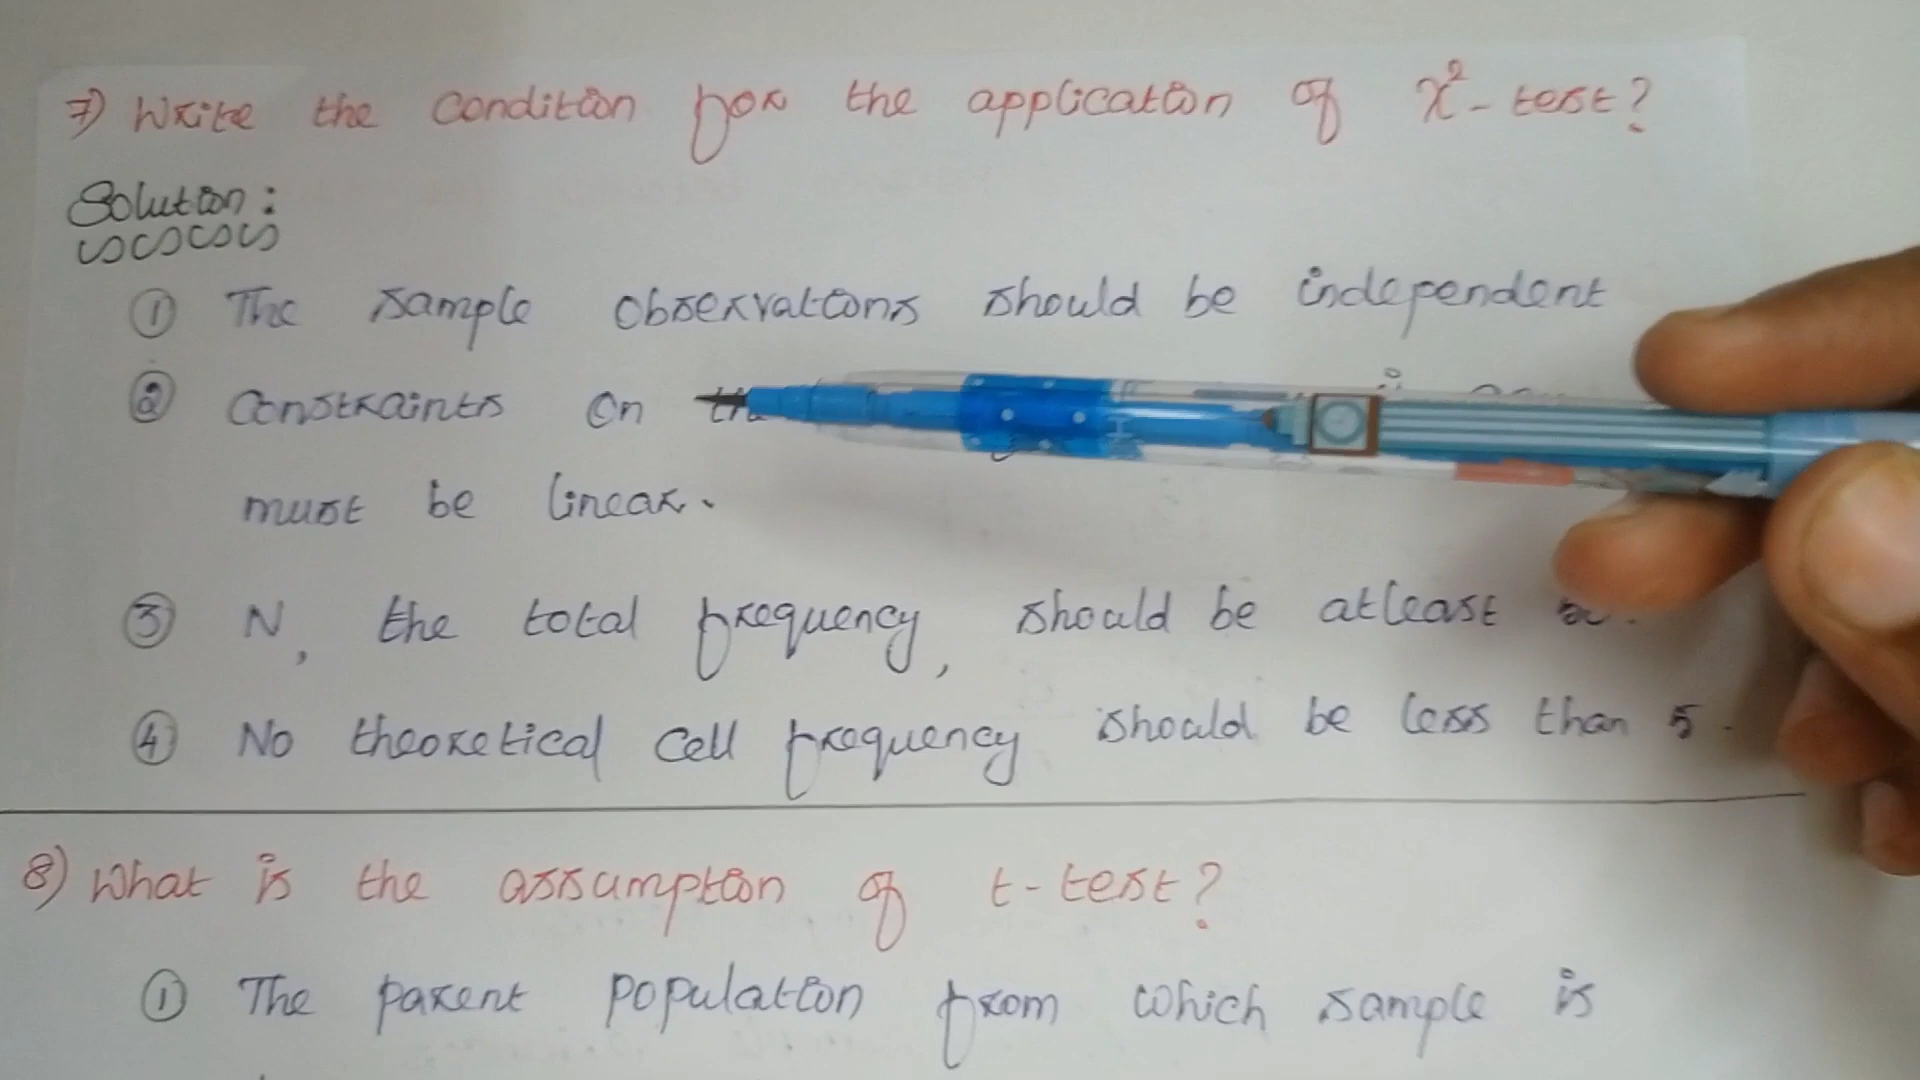 7) Write the condition for the application of χ² - test?
Solution:
① The sample observations should be independent
② Constraints on
must be linear.
③ N, the total frequency, should be atleast
④ No theoretical cell frequency should be less than 5.
8) What is the assumption of t - test?
① The parent population from which sample is